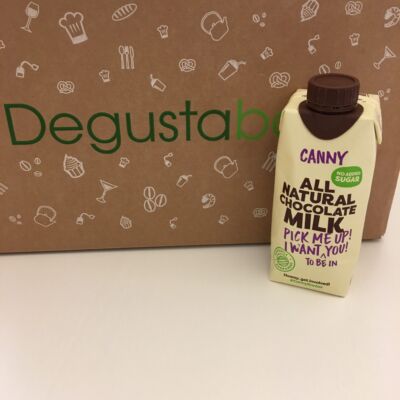 Degustabo
CANNY
NO ADDED
SUGAR
ALL
NATURAL
CHOCOLATE
MILK
PICK ME UP!
I WANT YOU!
TO BE IN